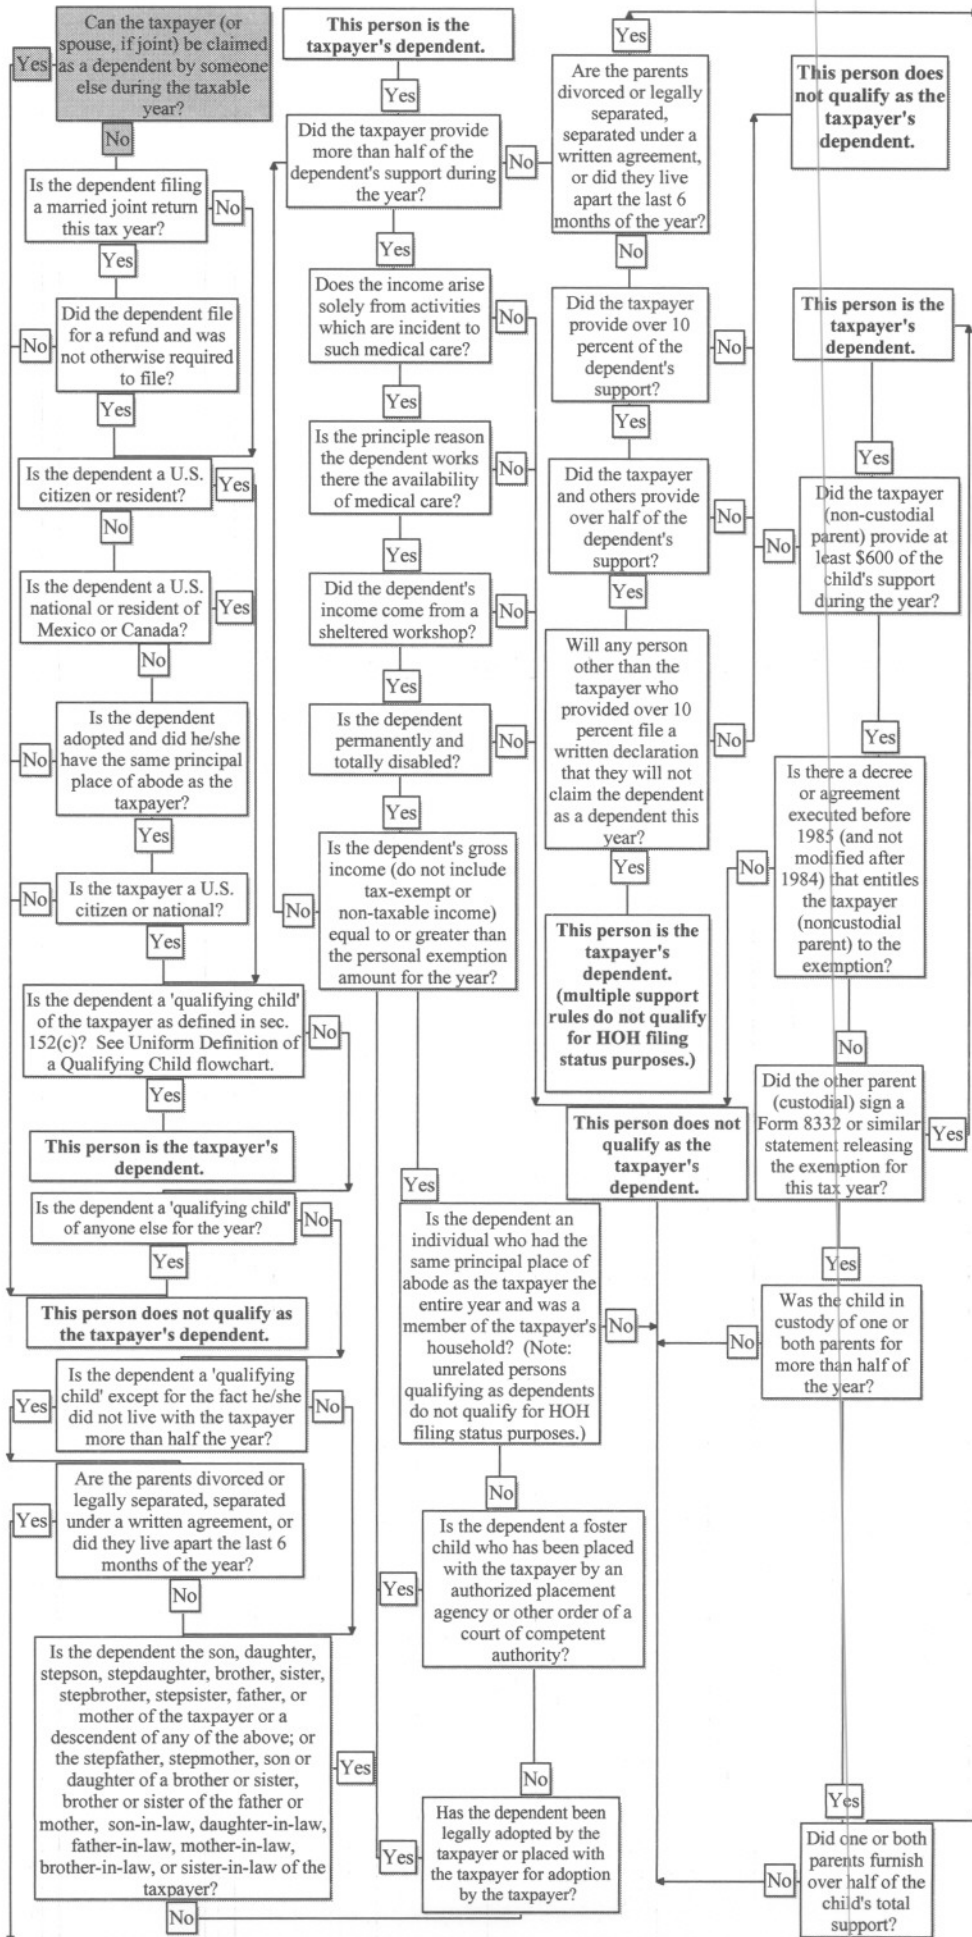 Can the taxpayer (or
spouse, if joint) be claimed
as a dependent by someone
else during the taxable
year?
Yes
No
Is the dependent filing
a married joint return
this tax year?
No
Yes
Did the dependent file
for a refund and was
not otherwise required
to file?
No
Yes
Is the dependent a U.S.
citizen or resident?
Yes
No
Is the dependent a U.S.
national or resident of
Mexico or Canada?
Yes
No
Is the dependent
adopted and did he/she
have the same principal
place of abode as the
taxpayer?
No
Yes
Is the taxpayer a U.S.
citizen or national?
No
Yes
Is the dependent a 'qualifying child'
of the taxpayer as defined in sec.
152(c)? See Uniform Definition of
a Qualifying Child flowchart.
No
Yes
This person is the taxpayer's
dependent.
Is the dependent a 'qualifying child'
of anyone else for the year?
No
Yes
This person does not qualify as
the taxpayer's dependent.
Is the dependent a 'qualifying
child' except for the fact he/she
did not live with the taxpayer
more than half the year?
Yes
No
Are the parents divorced or
legally separated, separated
under a written agreement, or
did they live apart the last 6
months of the year?
Yes
No
Is the dependent the son, daughter,
stepson, stepdaughter, brother, sister,
stepbrother, stepsister, father, or
mother of the taxpayer or a
descendent of any of the above; or
the stepfather, stepmother, son or
daughter of a brother or sister,
brother or sister of the father or
mother, son-in-law, daughter-in-law,
father-in-law, mother-in-law,
brother-in-law, or sister-in-law of the
taxpayer?
Yes
No
This person is the
taxpayer's dependent.
Yes
Did the taxpayer provide
more than half of the
dependent's support during
the year?
No
Yes
Does the income arise
solely from activities
which are incident to
such medical care?
No
Yes
Is the principle reason
the dependent works
there the availability
of medical care?
No
Yes
Did the dependent's
income come from a
sheltered workshop?
No
Yes
Is the dependent
permanently and
totally disabled?
No
Yes
Is the dependent's gross
income (do not include
tax-exempt or
non-taxable income)
equal to or greater than
the personal exemption
amount for the year?
No
Yes
Is the dependent an
individual who had the
same principal place of
abode as the taxpayer the
entire year and was a
member of the taxpayer's
household? (Note:
unrelated persons
qualifying as dependents
do not qualify for HOH
filing status purposes.)
No
No
Is the dependent a foster
child who has been placed
with the taxpayer by an
authorized placement
agency or other order of a
court of competent
authority?
Yes
No
Has the dependent been
legally adopted by the
taxpayer or placed with
the taxpayer for adoption
by the taxpayer?
Yes
Yes
Are the parents
divorced or legally
separated,
separated under a
written agreement,
or did they live
apart the last 6
months of the year?
No
Did the taxpayer
provide over 10
percent of the
dependent's
support?
No
Yes
Did the taxpayer
and others provide
over half of the
dependent's
support?
No
Yes
Will any person
other than the
taxpayer who
provided over 10
percent file a
written declaration
that they will not
claim the dependent
as a dependent this
year?
No
Yes
This person is the
taxpayer's
dependent.
(multiple support
rules do not qualify
for HOH filing
status purposes.)
This person does not
qualify as the
taxpayer's
dependent.
This person does
not qualify as the
taxpayer's
dependent.
This person is the
taxpayer's
dependent.
Yes
Did the taxpayer
(non-custodial
parent) provide at
least $600 of the
child's support
during the year?
No
Yes
Is there a decree
or agreement
executed before
1985 (and not
modified after
1984) that entitles
the taxpayer
(noncustodial
parent) to the
exemption?
No
No
Did the other parent
(custodial) sign a
Form 8332 or similar
statement releasing
the exemption for
this tax year?
Yes
Yes
Was the child in
custody of one or
both parents for
more than half of
the year?
No
Yes
Did one or both
parents furnish
over half of the
child's total
support?
No